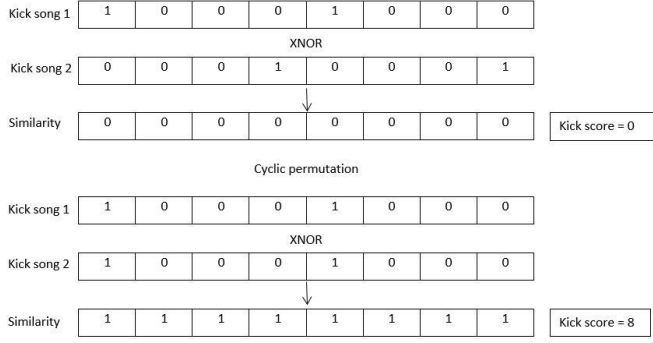 Kick song 1 1 0 0 0 1 0 0 0
XNOR
Kick song 2 0 0 0 1 0 0 0 1
Similarity 0 0 0 0 0 0 0 0 Kick score = 0
Cyclic permutation
Kick song 1 1 0 0 0 1 0 0 0
XNOR
Kick song 2 1 0 0 0 1 0 0 0
Similarity 1 1 1 1 1 1 1 1 Kick score = 8